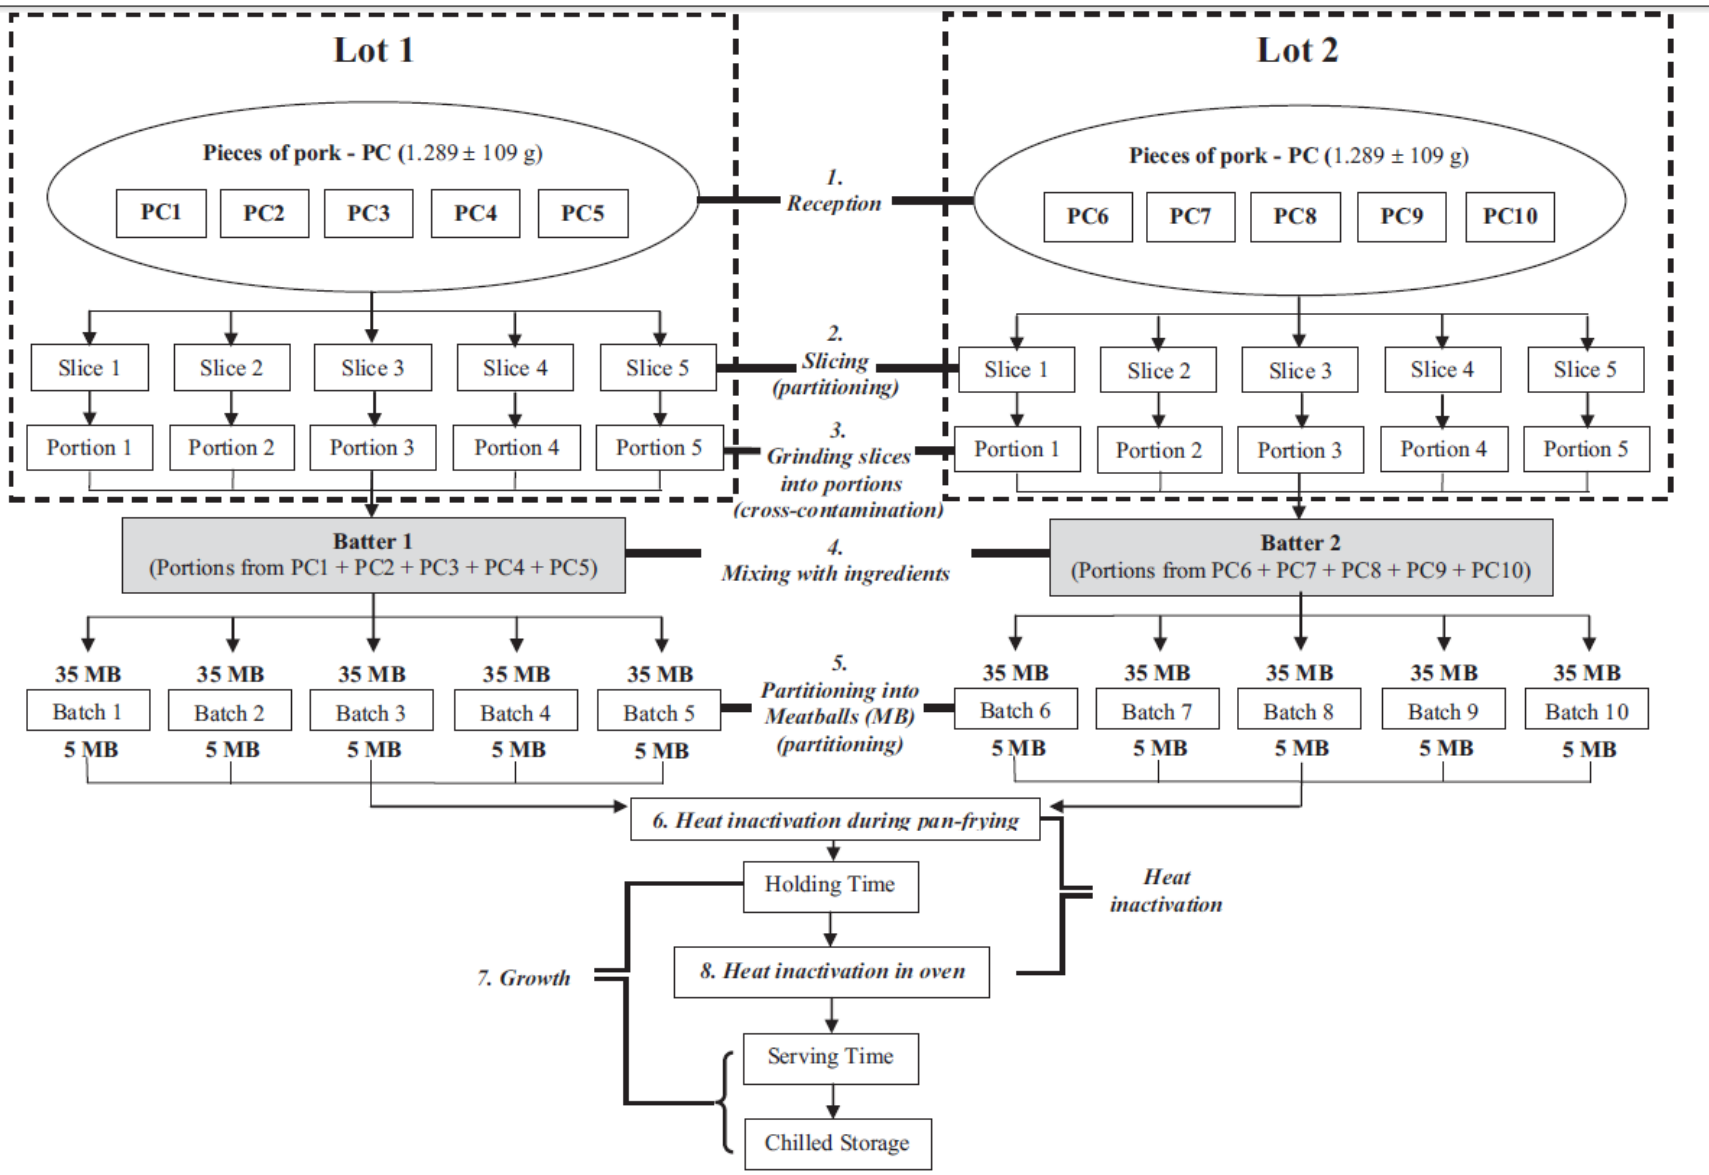 Lot 1
Pieces of pork - PC (1.289 ± 109 g)
PC1
PC2
PC3
PC4
PC5
1.
Reception
Lot 2
Pieces of pork - PC (1.289 ± 109 g)
PC6
PC7
PC8
PC9
PC10
Slice 1
Slice 2
Slice 3
Slice 4
Slice 5
2.
Slicing
(partitioning)
Slice 1
Slice 2
Slice 3
Slice 4
Slice 5
Portion 1
Portion 2
Portion 3
Portion 4
Portion 5
3.
Grinding slices
into portions
(cross-contamination)
Portion 1
Portion 2
Portion 3
Portion 4
Portion 5
Batter 1
(Portions from PC1 + PC2 + PC3 + PC4 + PC5)
4.
Mixing with ingredients
Batter 2
(Portions from PC6 + PC7 + PC8 + PC9 + PC10)
35 MB
35 MB
35 MB
35 MB
35 MB
Batch 1
Batch 2
Batch 3
Batch 4
Batch 5
5 MB
5 MB
5 MB
5 MB
5 MB
5.
Partitioning into
Meatballs (MB)
(partitioning)
35 MB
35 MB
35 MB
35 MB
35 MB
Batch 6
Batch 7
Batch 8
Batch 9
Batch 10
5 MB
5 MB
5 MB
5 MB
5 MB
6. Heat inactivation during pan-frying
Holding Time
Heat
inactivation
8. Heat inactivation in oven
7. Growth
Serving Time
Chilled Storage